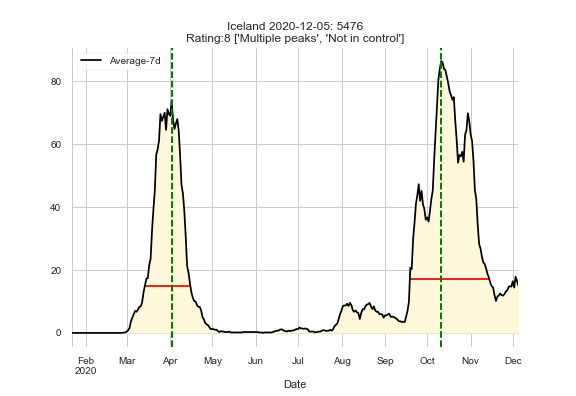 Iceland 2020-12-05: 5476
Rating:8 ['Multiple peaks', 'Not in control']
Average-7d
80
60
40
20
0
Feb Mar Apr May Jun Jul Aug Sep Oct Nov Dec
2020
Date